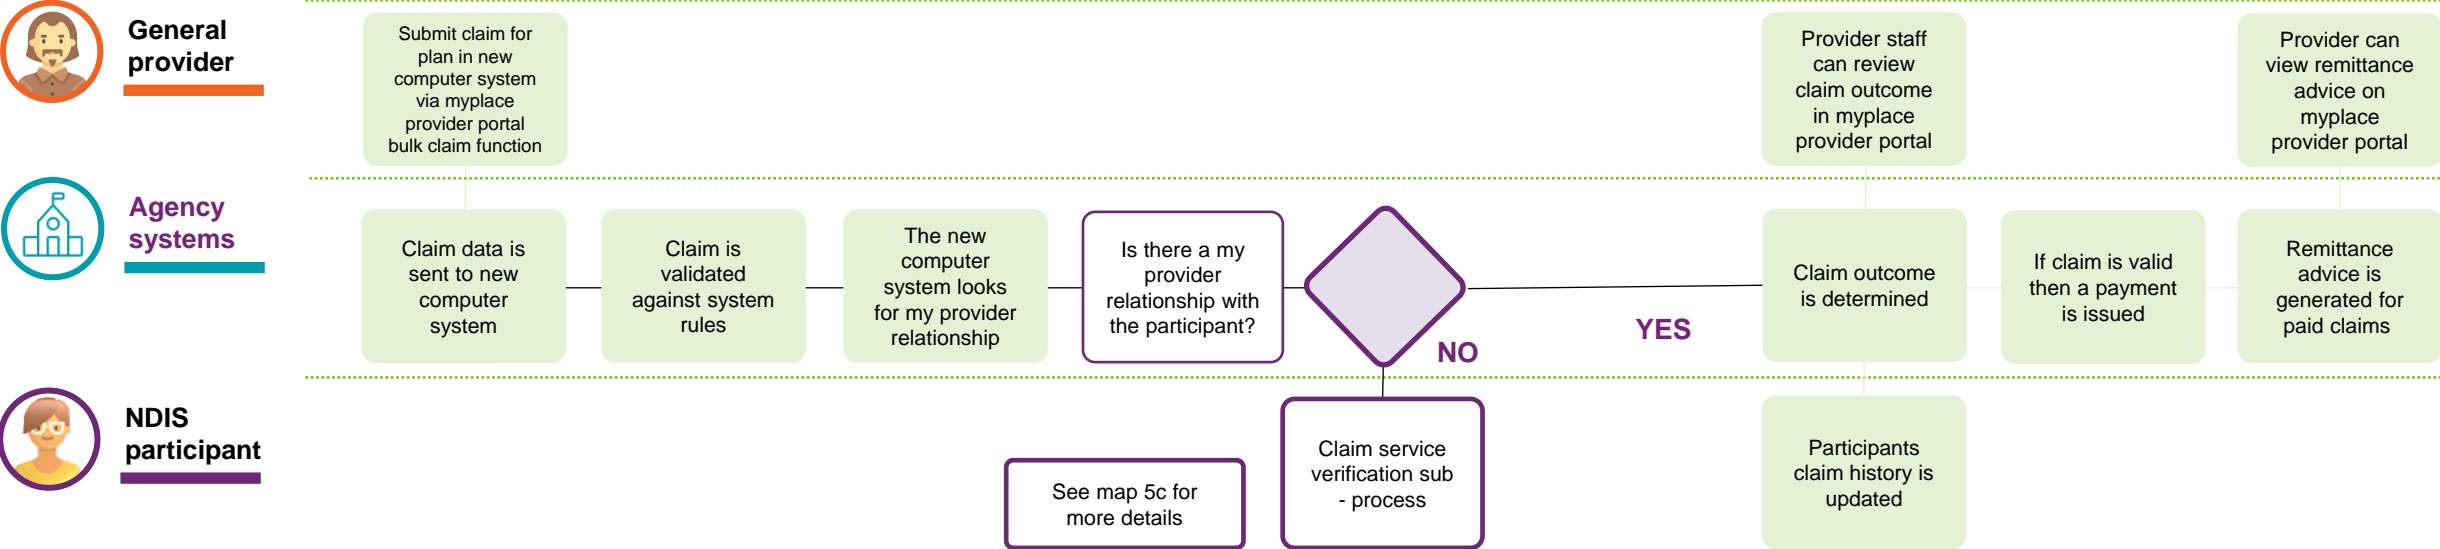 General
provider
Submit claim for
plan in new
computer system
via myplace
provider portal
bulk claim function
Provider staff
can review
claim outcome
in myplace
provider portal
Provider can
view remittance
advice on
myplace
provider portal
Agency
systems
Claim data is
sent to new
computer
system
Claim is
validated
against system
rules
The new
computer
system looks
for my provider
relationship
Is there a my
provider
relationship with
the participant?
NO
YES
Claim outcome
is determined
If claim is valid
then a payment
is issued
Remittance
advice is
generated for
paid claims
NDIS
participant
See map 5c for
more details
Claim service
verification sub
- process
Participants
claim history is
updated